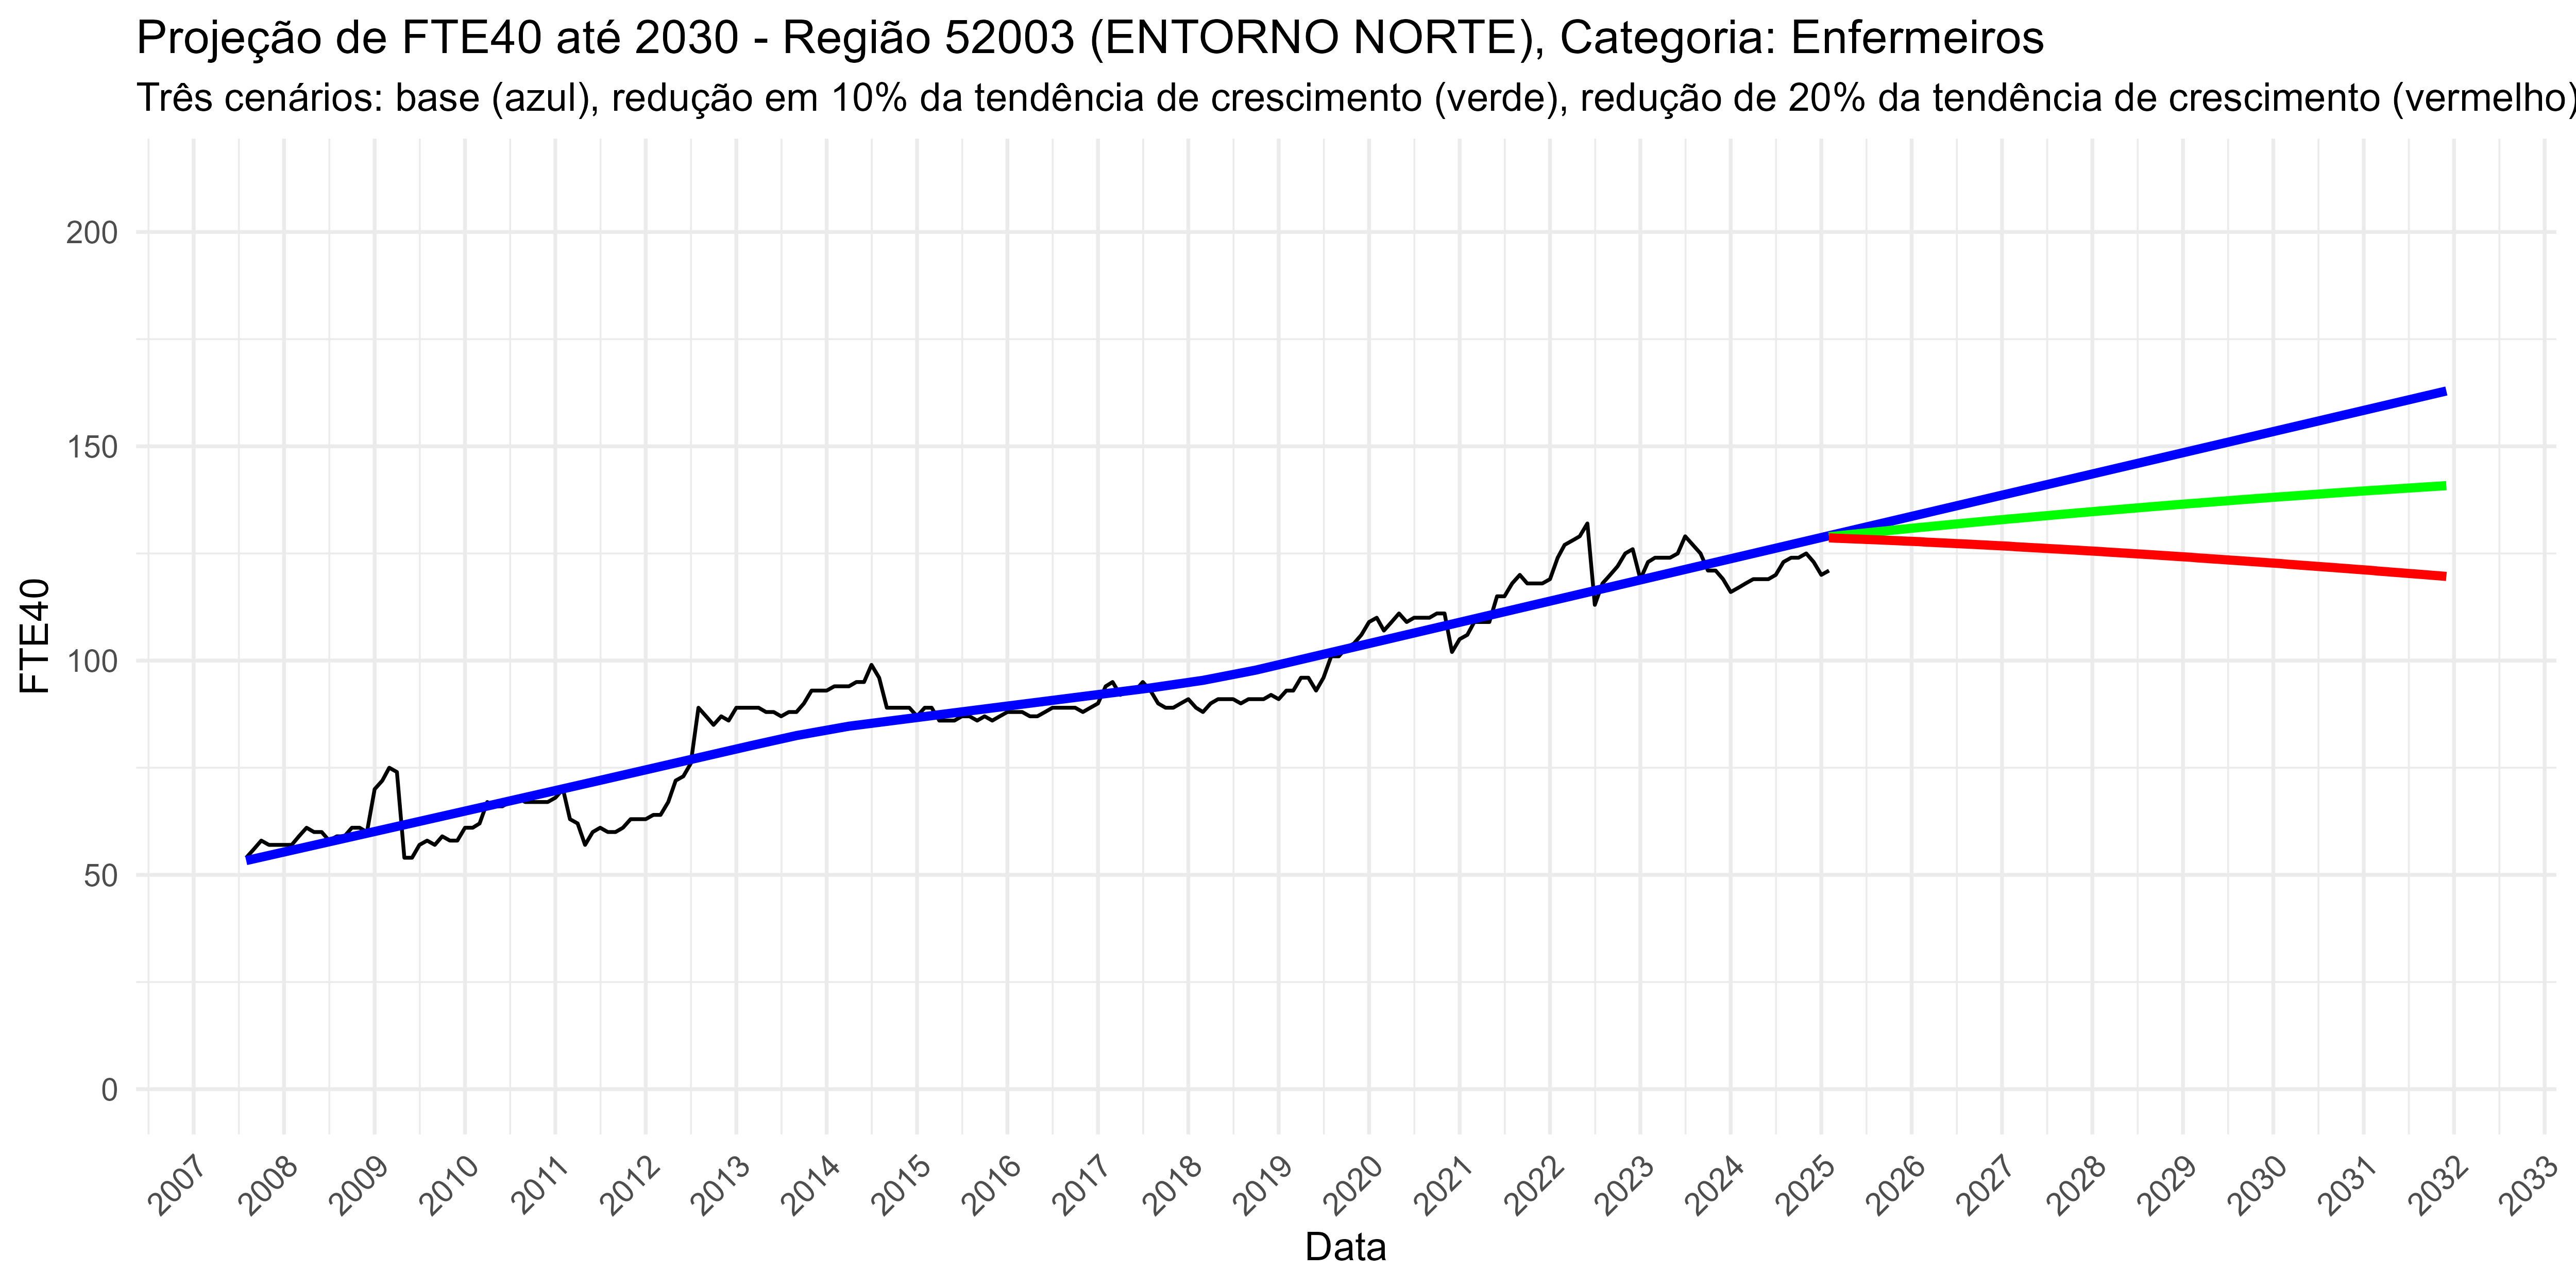 Projeção de FTE40 até 2030 - Região 52003 (ENTORNO NORTE), Categoria: Enfermeiros
Três cenários: base (azul), redução em 10% da tendência de crescimento (verde), redução de 20% da tendência de crescimento (vermelho)
200
150
100
50
0
FTE40
2007 2008 2009 2010 2011 2012 2013 2014 2015 2016 2017 2018 2019 2020 2021 2022 2023 2024 2025 2026 2027 2028 2029 2030 2031 2032 2033
Data